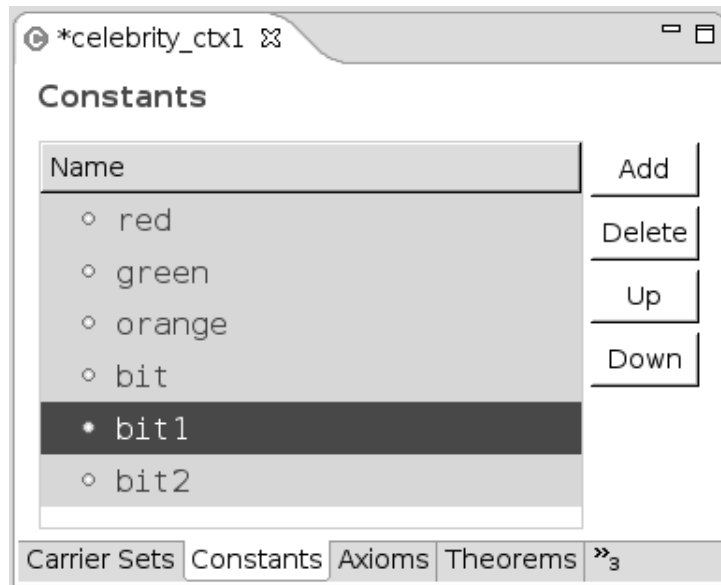 © *celebrity_ctx1
Constants
Name
Add
red
Delete
green
Up
orange
Down
bit
bit1
bit2
Carrier Sets Constants Axioms Theorems »3